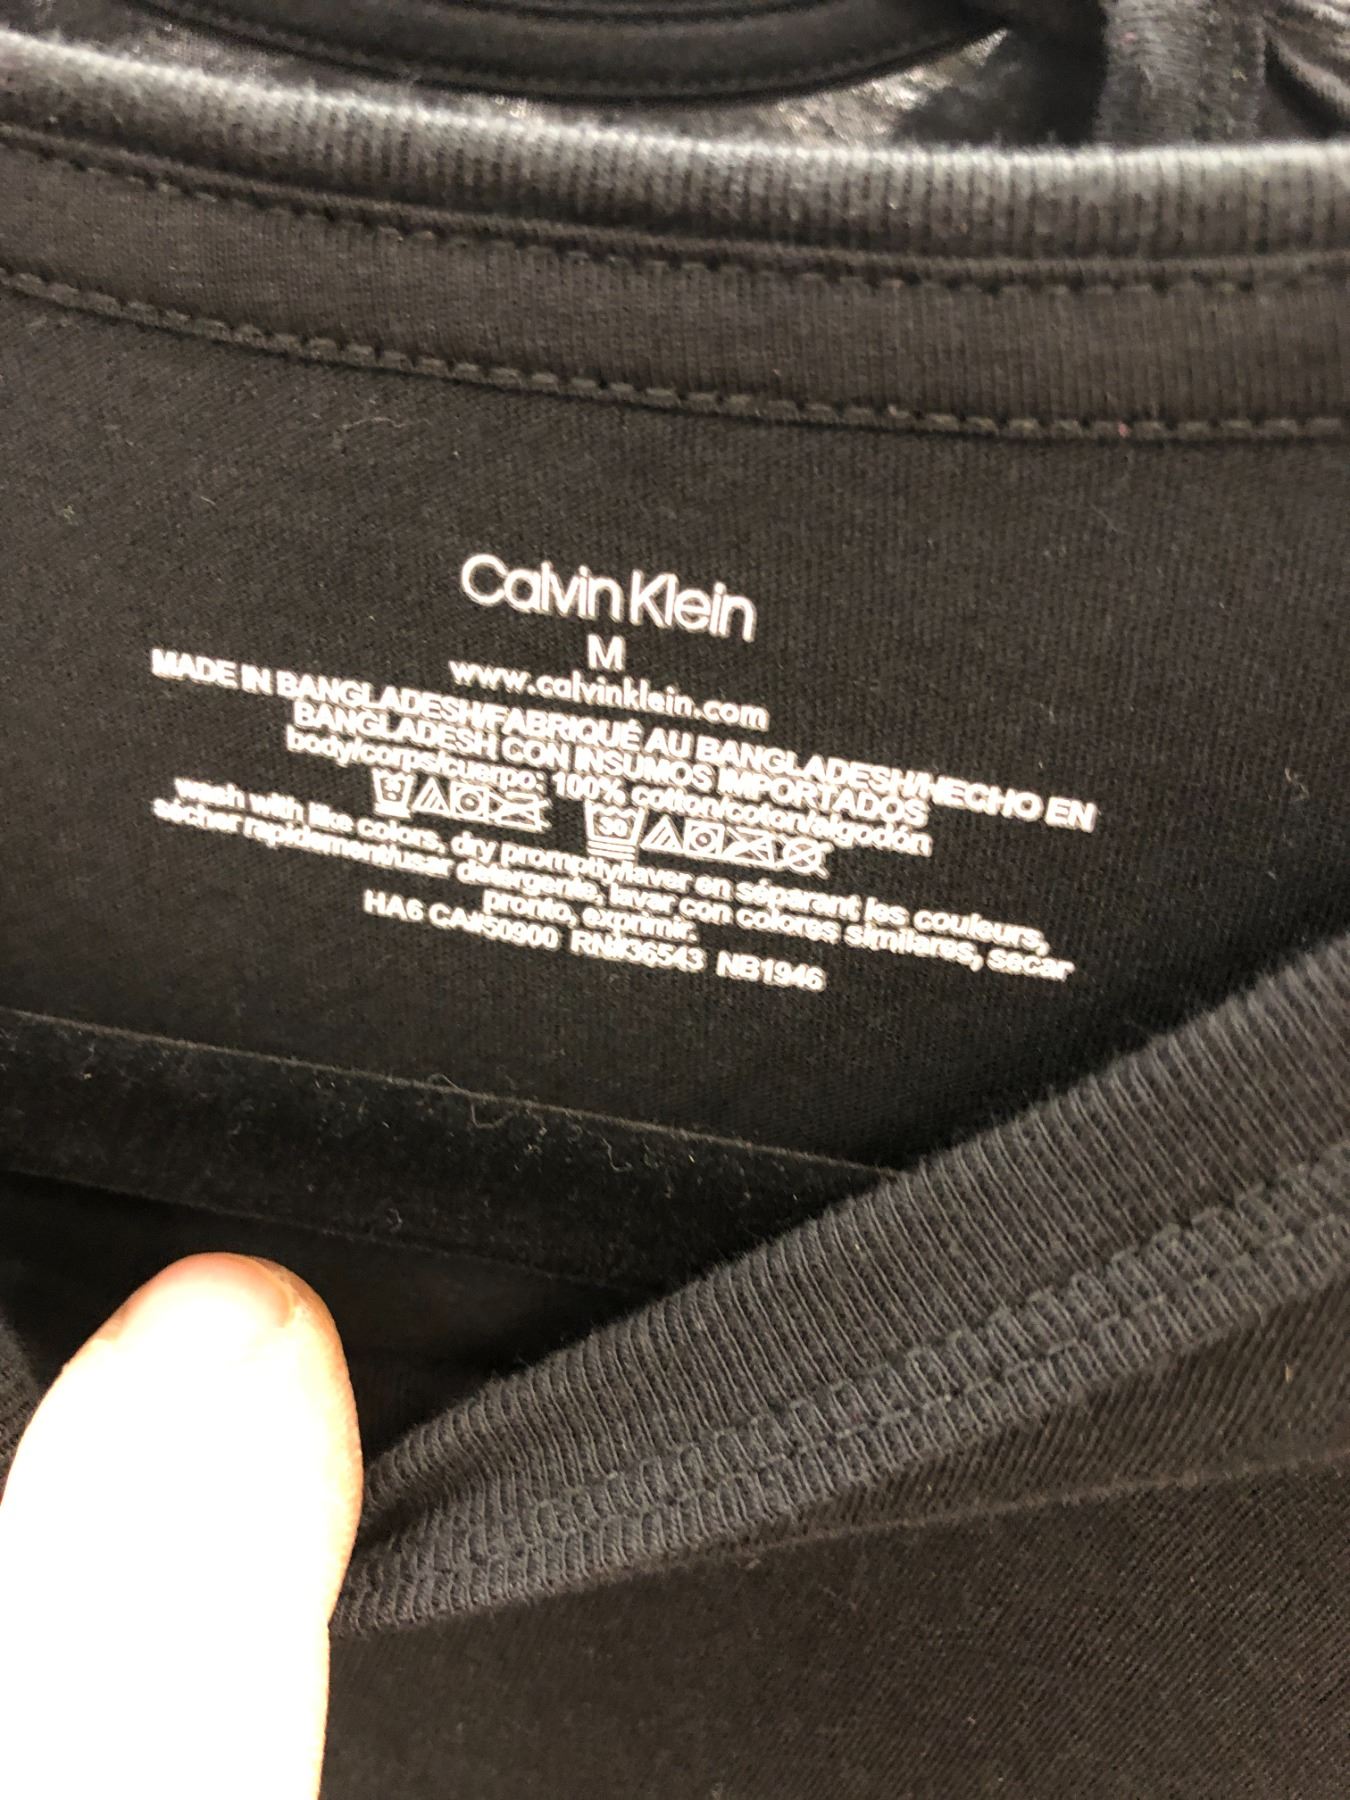 Calvin Klein
M
www.calvinklein.com
MADE IN BANGLADESH/FABRIQUÉ AU BANGLADESH/HECHO EN
BANGLADESH CON INSUMOS IMPORTADOS
body/corps/cuerpo: 100% cotton/coton/algodón
30
wash with like colors, dry promptly/laver en séparant les couleurs,
sécher rapidement/usar detergente, lavar con colores similares, secar
pronto, exprimir.
HA6 CA#50900 RN#36543 NB1946